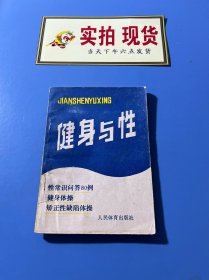 实拍 现货
当天下午六点发货
JIANSHENYUXING
健身与性
性常识问答80例
健身体操
矫正性缺陷体操
人民体育出版社